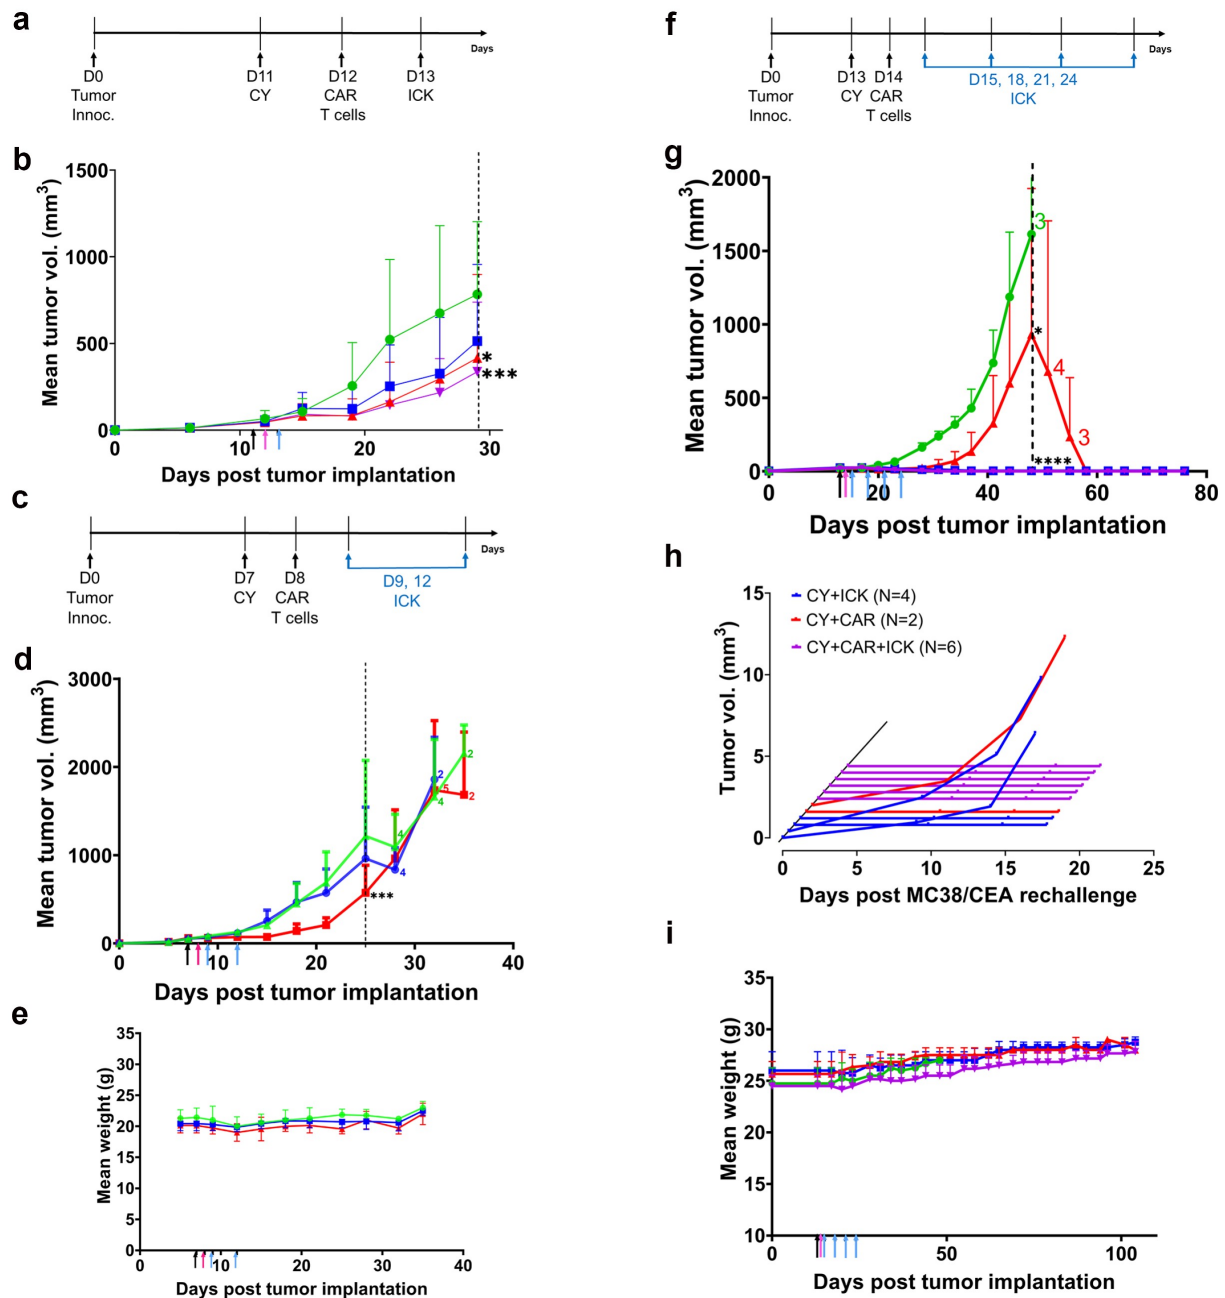 a
Days
D0
Tumor
Innoc.
D11
CY
D12
CAR
T cells
D13
ICK
b
Mean tumor vol. (mm³)
1500
1000
500
0
*
***
0 10 20 30
Days post tumor implantation
c
Days
D0
Tumor
Innoc.
D7
CY
D8
CAR
T cells
D9, 12
ICK
d
Mean tumor vol. (mm³)
3000
2000
1000
0
4
4
2
5
4
2
2
***
0 10 20 30 40
Days post tumor implantation
e
Mean weight (g)
35
30
25
20
15
10
5
0
0 10 20 30 40
Days post tumor implantation
f
Days
D0
Tumor
Innoc.
D13
CY
D14
CAR
T cells
D15, 18, 21, 24
ICK
g
Mean tumor vol. (mm³)
2000
1500
1000
500
0
3
*
4
3
****
0 20 40 60 80
Days post tumor implantation
h
Tumor vol. (mm³)
15
10
5
0
CY+ICK (N=4)
CY+CAR (N=2)
CY+CAR+ICK (N=6)
0 5 10 15 20 25
Days post MC38/CEA rechallenge
i
Mean weight (g)
35
30
25
20
15
10
0 50 100
Days post tumor implantation